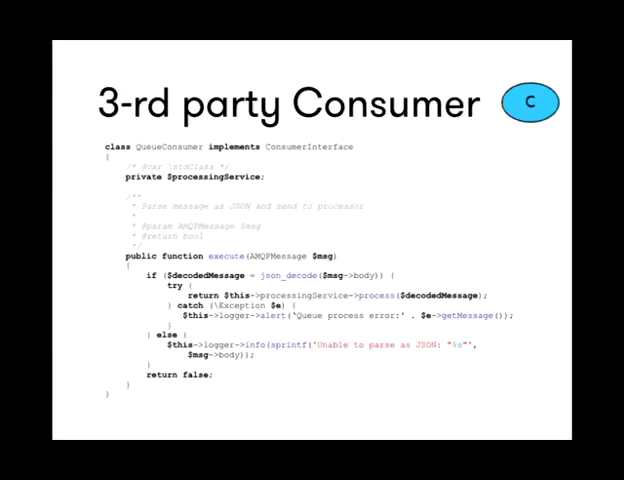 3-rd party Consumer
C
class QueueConsumer implements ConsumerInterface
{
/* @var \stdClass */
private $processingService;
/**
* Parse message as JSON and send to processor
*
* @param AMQPMessage $msg
* @return bool
*/
public function execute(AMQPMessage $msg)
{
if ($decodedMessage = json_decode($msg->body)) {
try {
return $this->processingService->process($decodedMessage);
} catch (\Exception $e) {
$this->logger->alert('Queue process error:' . $e->getMessage());
}
} else {
$this->logger->info(sprintf('Unable to parse as JSON: "%s"',
$msg->body));
}
return false;
}
}